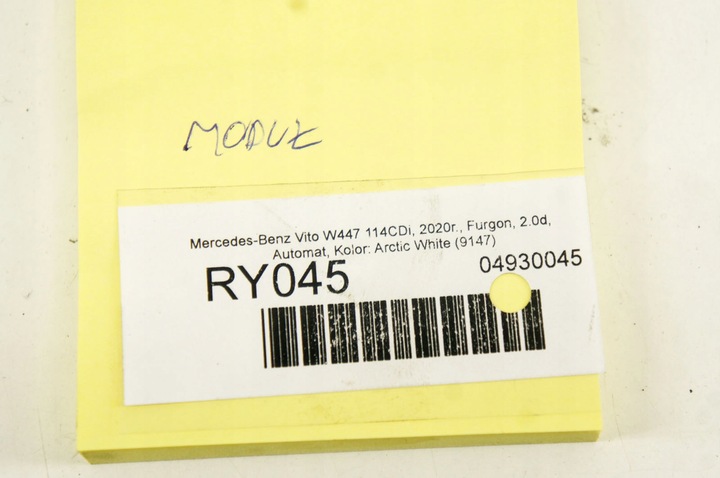 MODUŁ
Mercedes-Benz Vito W447 114CDi, 2020r., Furgon, 2.0d,
Automat, Kolor: Arctic White (9147)
RY045 04930045